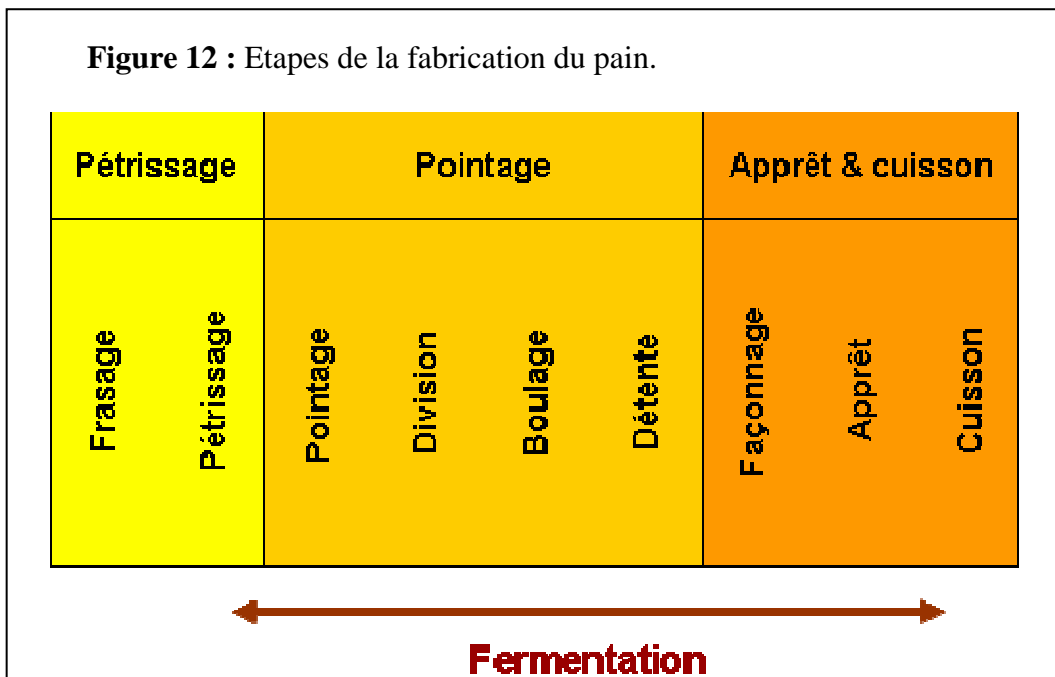 Figure 12 : Etapes de la fabrication du pain.
Pétrissage Pointage Apprêt & cuisson
Frasage
Pétrissage
Pointage
Division
Boulage
Détente
Façonnage
Apprêt
Cuisson
Fermentation